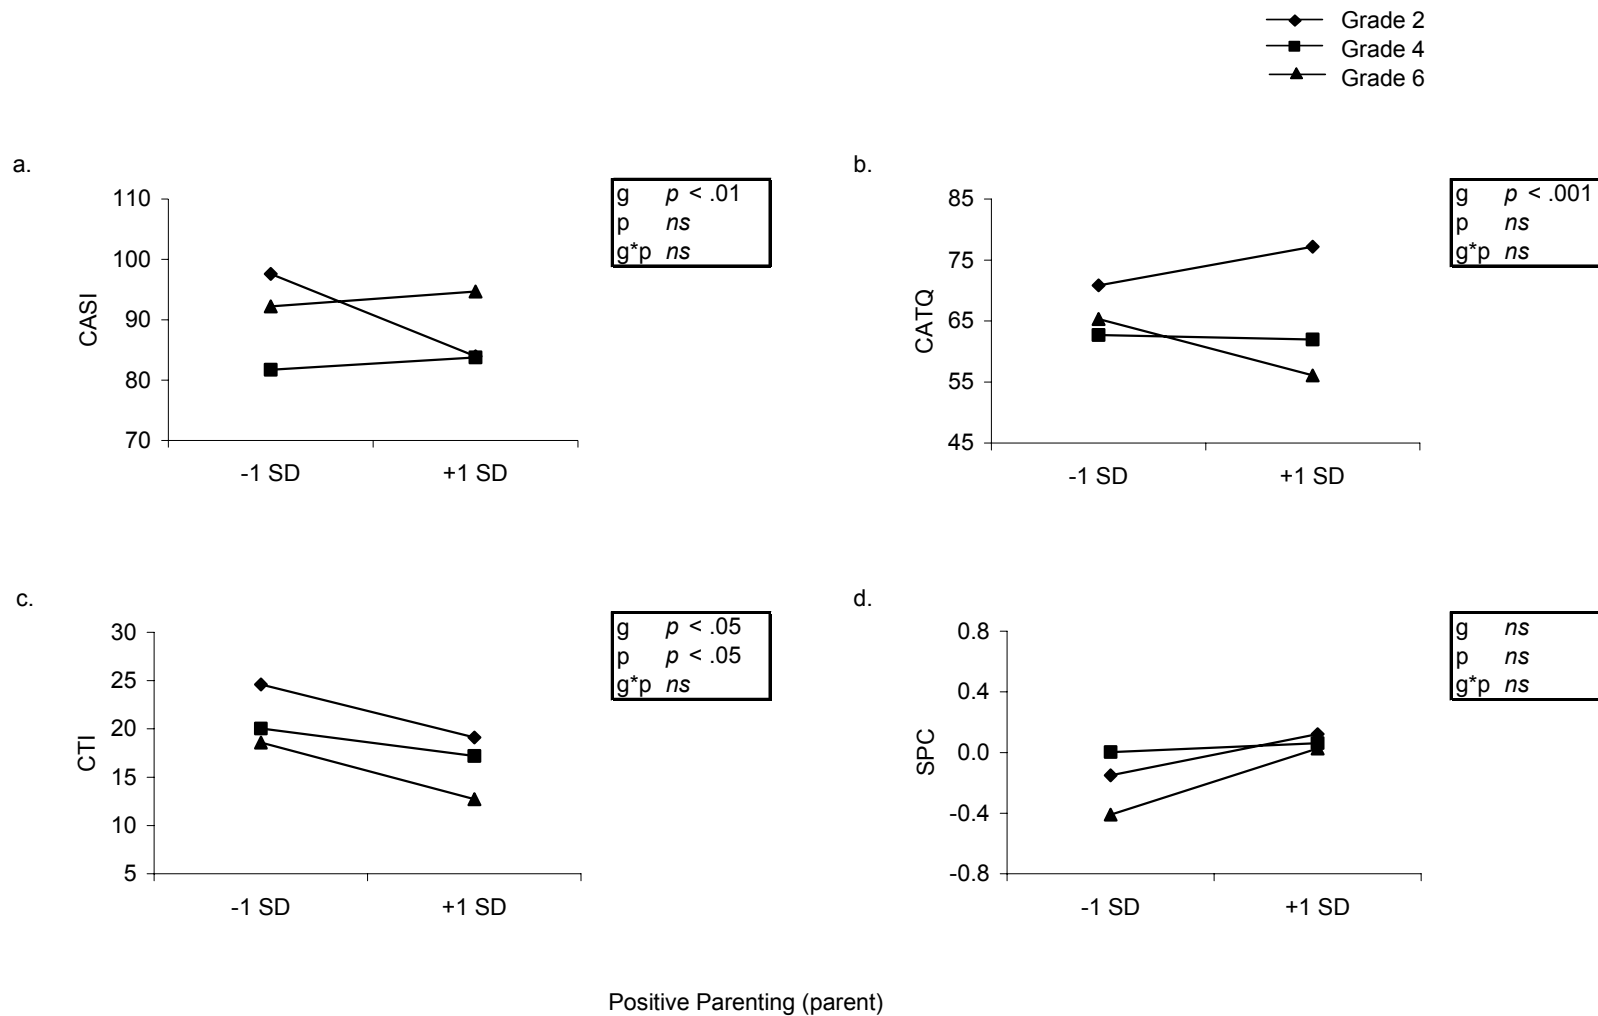 Grade 2
Grade 4
Grade 6
a.
110
100
90
80
70
CASI
-1 SD
+1 SD
g p < .01
p ns
g*p ns
b.
85
75
65
55
45
CATQ
-1 SD
+1 SD
g p < .001
p ns
g*p ns
c.
30
25
20
15
10
5
CTI
-1 SD
+1 SD
g p < .05
p p < .05
g*p ns
d.
0.8
0.4
0.0
-0.4
-0.8
SPC
-1 SD
+1 SD
g ns
p ns
g*p ns
Positive Parenting (parent)